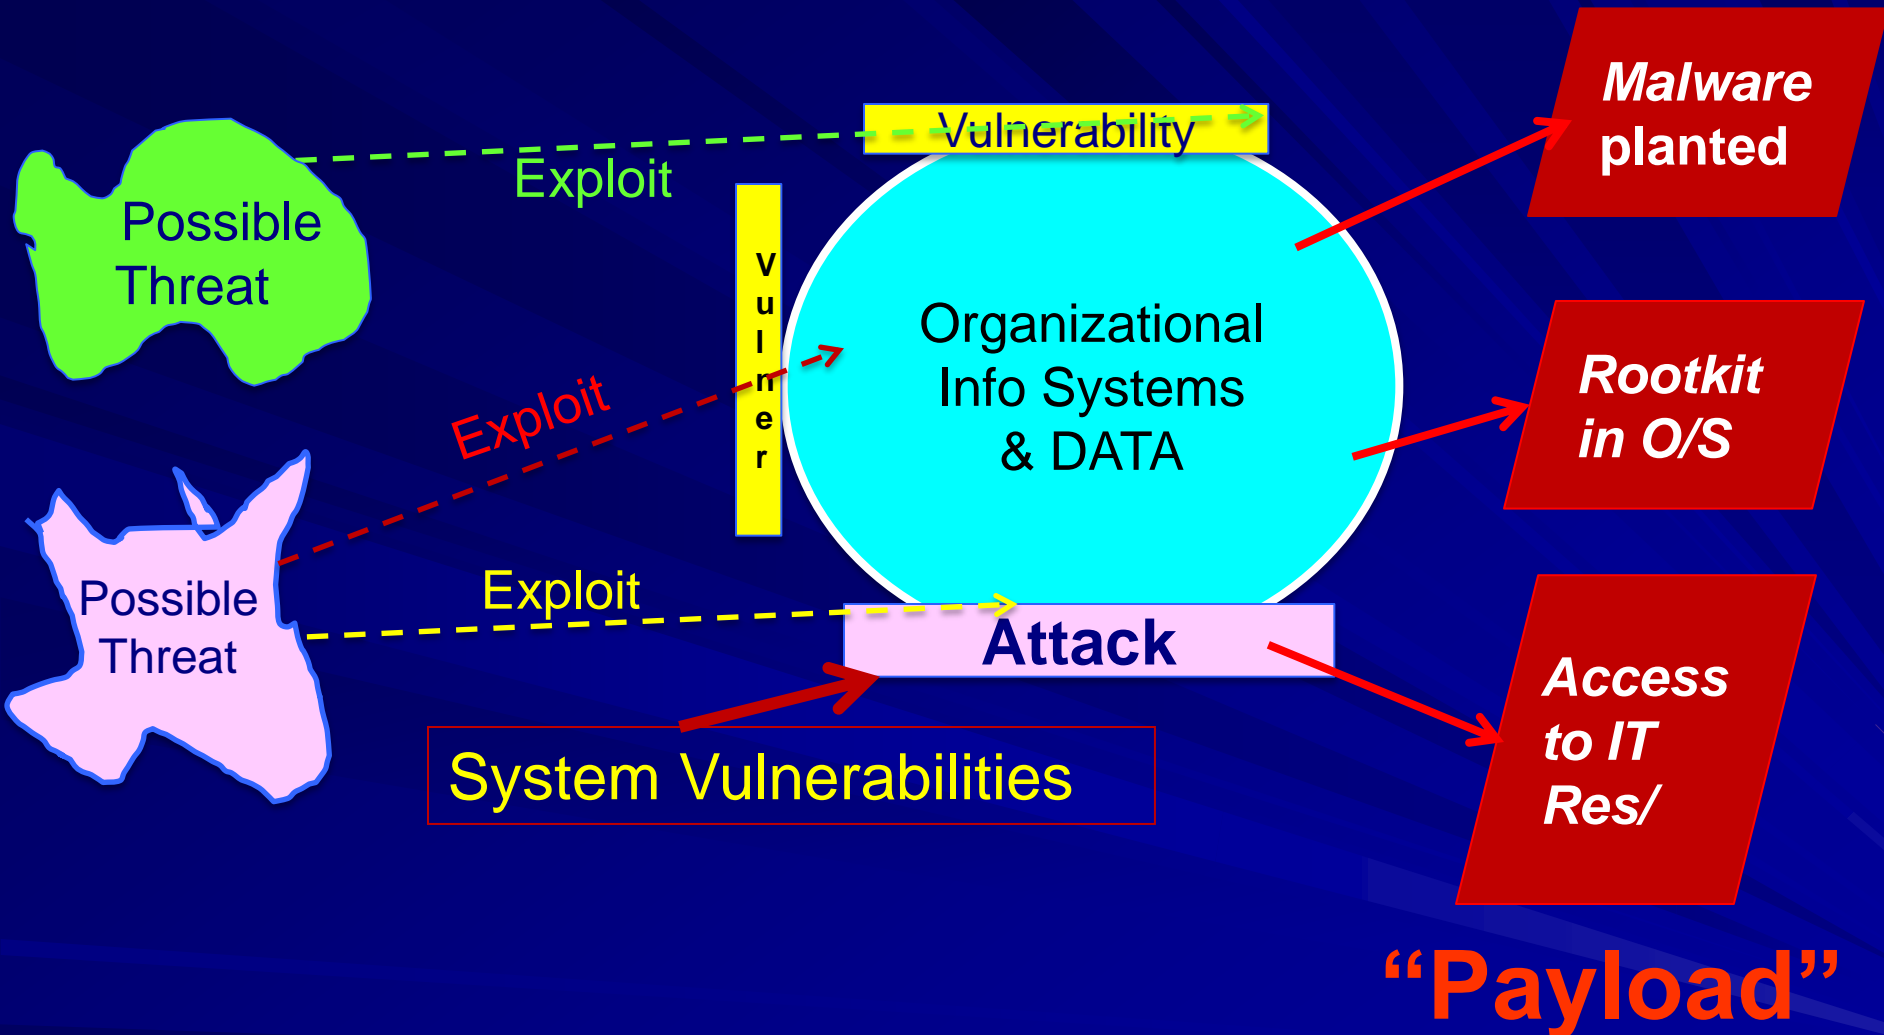 Malware
planted
Vulnerability
Exploit
Possible
Threat
Vulner
Organizational
Info Systems
& DATA
Exploit
Rootkit
in O/S
Possible
Threat
Exploit
Attack
Access
to IT
Res/
System Vulnerabilities
“Payload”